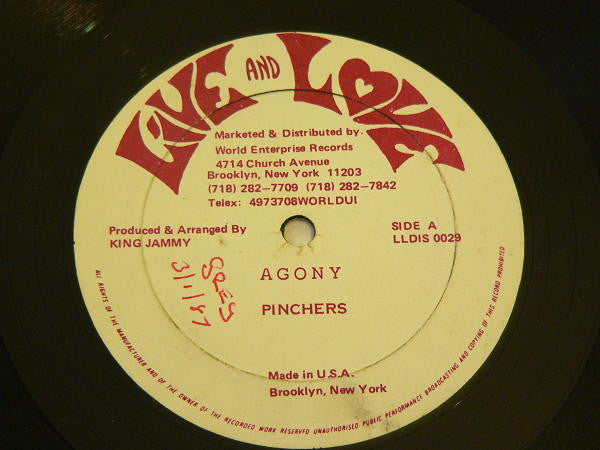 LIVE AND LOVE
Marketed & Distributed by.
World Enterprise Records
4714 Church Avenue
Brooklyn, New York 11203
(718) 282–7709 (718) 282–7842
Telex: 4973708WORLDUI
Produced & Arranged By
KING JAMMY
SIDE A
LLDIS 0029
3/1/87
AGONY
PINCHERS
Made in U.S.A.
Brooklyn, New York
ALL RIGHTS OF THE MANUFACTURER AND OF THE OWNER OF THE RECORDED WORK RESERVED UNAUTHORISED PUBLIC PERFORMANCE BROADCASTING AND COPYING OF THIS RECORD PROHIBITED